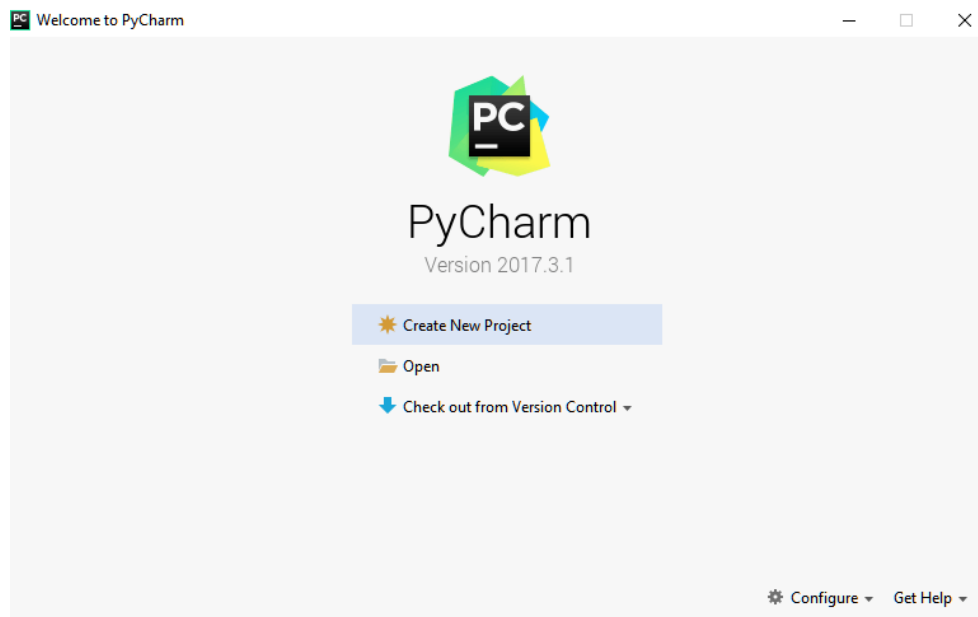 PC Welcome to PyCharm
PC
PyCharm
Version 2017.3.1
Create New Project
Open
Check out from Version Control
Configure Get Help